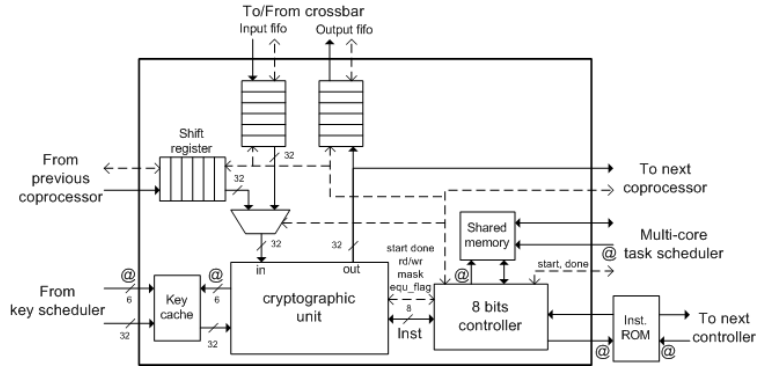 To/From crossbar
Input fifo
Output fifo
Shift
register
32
From
previous
coprocessor
32
To next
coprocessor
Shared
memory
Multi-core
task scheduler
@
32
32
start done
rd/wr
mask
equ_flag
start, done
in
out
@
@
@
6
6
From
key scheduler
Key
cache
cryptographic
unit
8
Inst
8 bits
controller
Inst.
ROM
To next
controller
32
32
@
@